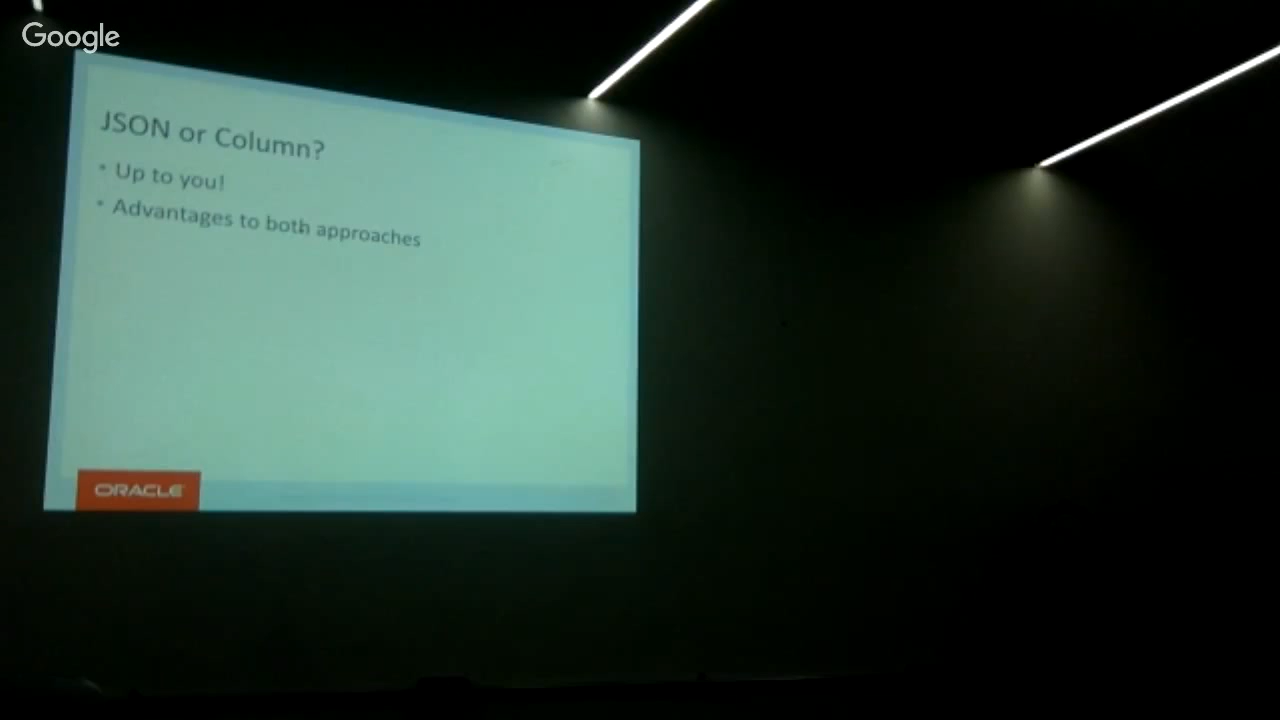 Google
JSON or Column?
• Up to you!
• Advantages to both approaches
ORACLE